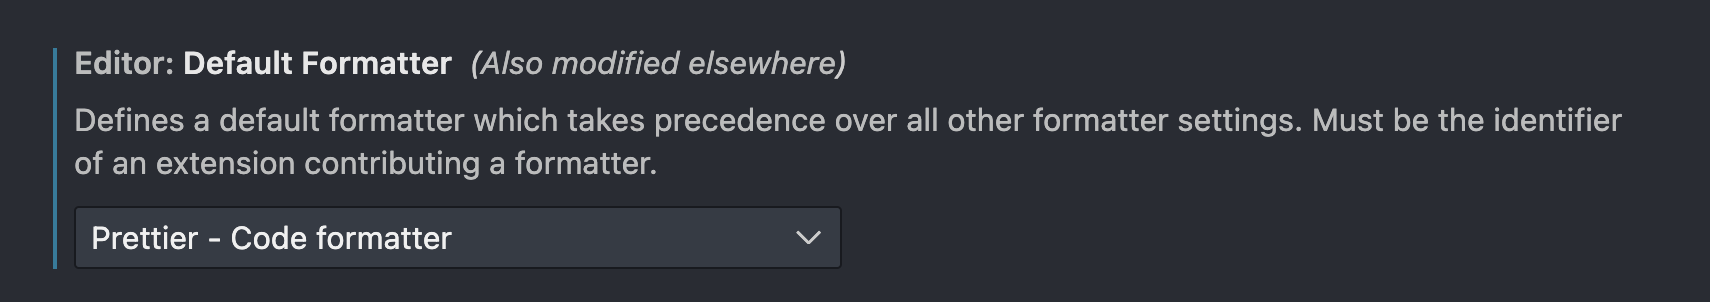 Editor: Default Formatter (Also modified elsewhere)
Defines a default formatter which takes precedence over all other formatter settings. Must be the identifier
of an extension contributing a formatter.
Prettier - Code formatter